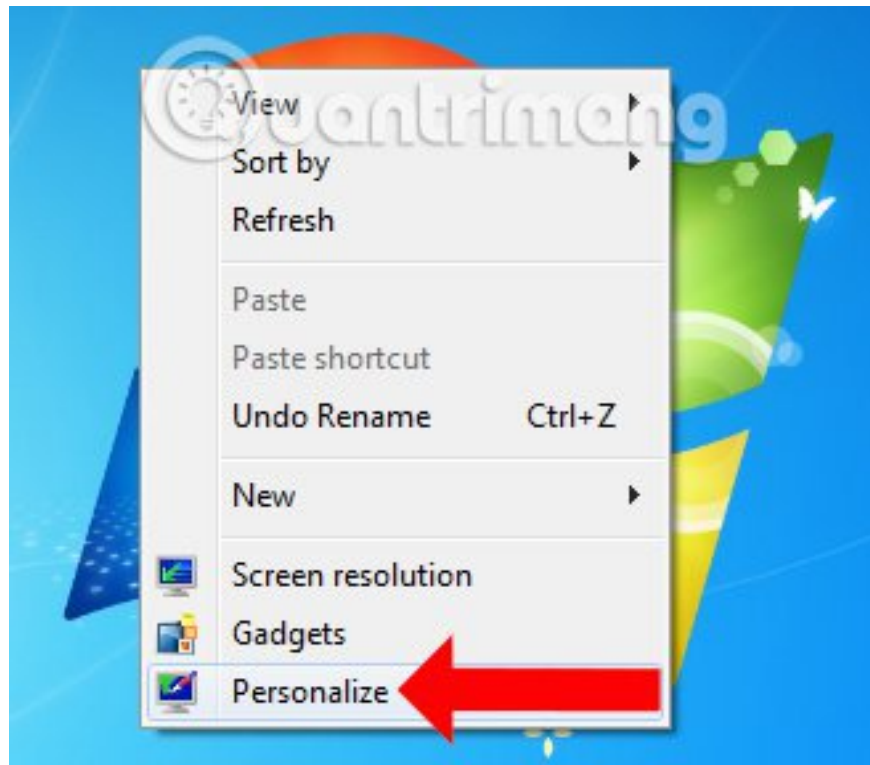 Quantrimang
View
Sort by
Refresh
Paste
Paste shortcut
Undo Rename Ctrl+Z
New
Screen resolution
Gadgets
Personalize